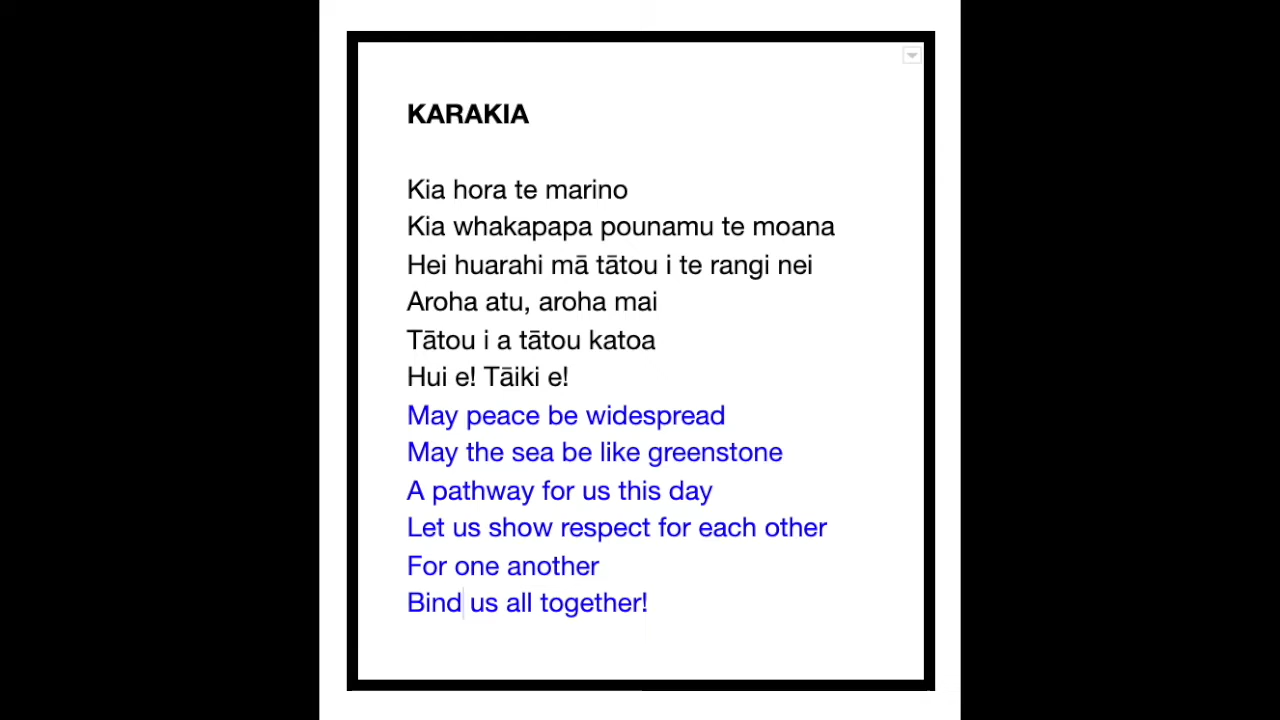 KARAKIA
Kia hora te marino
Kia whakapapa pounamu te moana
Hei huarahi mā tātou i te rangi nei
Aroha atu, aroha mai
Tātou i a tātou katoa
Hui e! Tāiki e!
May peace be widespread
May the sea be like greenstone
A pathway for us this day
Let us show respect for each other
For one another
Bind us all together!